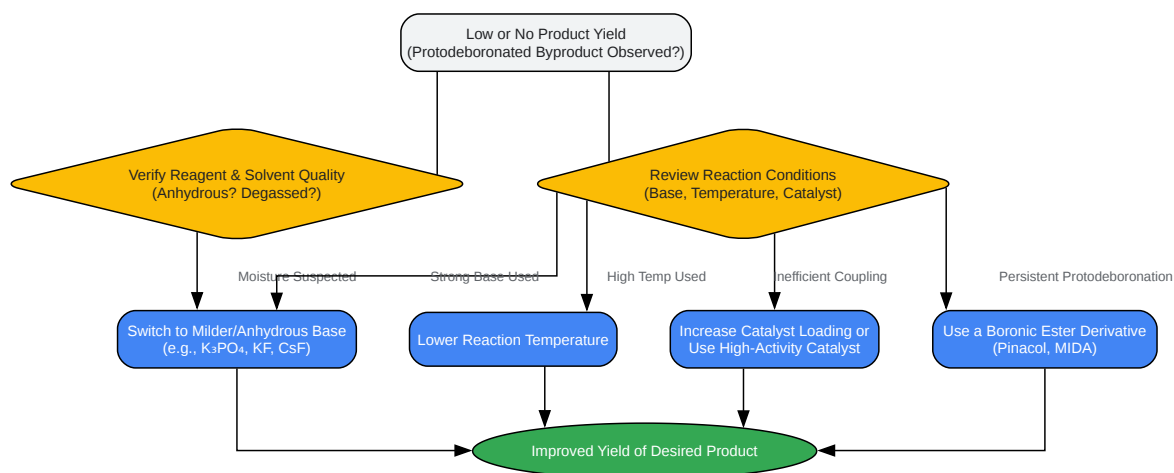 Low or No Product Yield
(Protodeboronated Byproduct Observed?)
Verify Reagent & Solvent Quality
(Anhydrous? Degassed?)
Review Reaction Conditions
(Base, Temperature, Catalyst)
Moisture Suspected
Strong Base Used
High Temp Used
Inefficient Coupling
Persistent Protodeboronation
Switch to Milder/Anhydrous Base
(e.g., K₃PO₄, KF, CsF)
Lower Reaction Temperature
Increase Catalyst Loading or
Use High-Activity Catalyst
Use a Boronic Ester Derivative
(Pinacol, MIDA)
Improved Yield of Desired Product